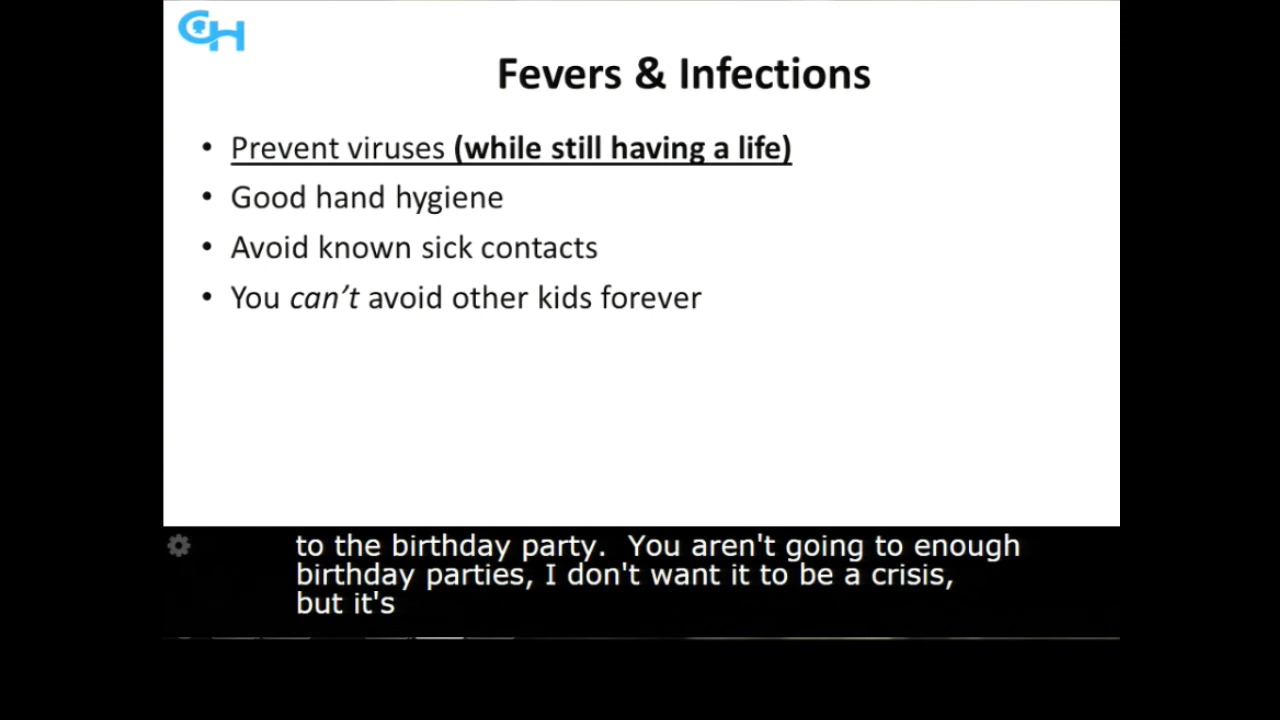 CH
Fevers & Infections
• Prevent viruses (while still having a life)
• Good hand hygiene
• Avoid known sick contacts
• You can’t avoid other kids forever
to the birthday party.  You aren't going to enough
birthday parties, I don't want it to be a crisis,
but it's